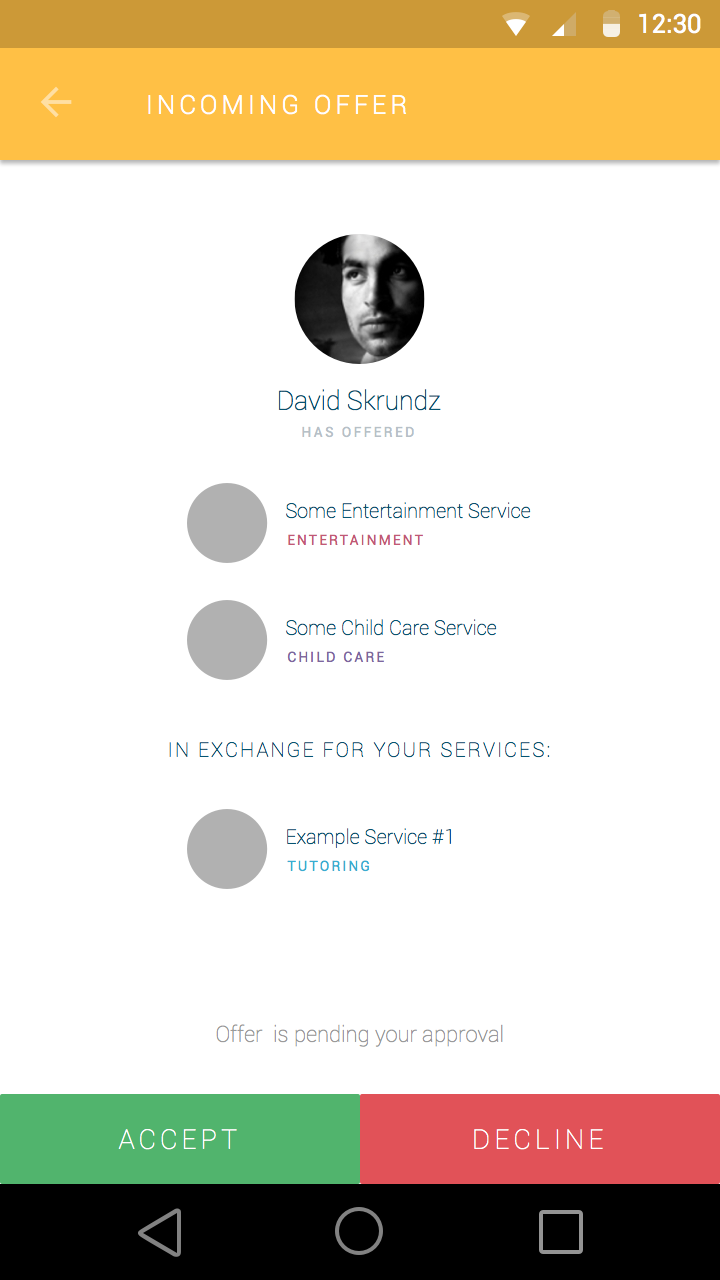 12:30
INCOMING OFFER
David Skrundz
HAS OFFERED
Some Entertainment Service
ENTERTAINMENT
Some Child Care Service
CHILD CARE
IN EXCHANGE FOR YOUR SERVICES:
Example Service #1
TUTORING
Offer  is pending your approval
ACCEPT
DECLINE